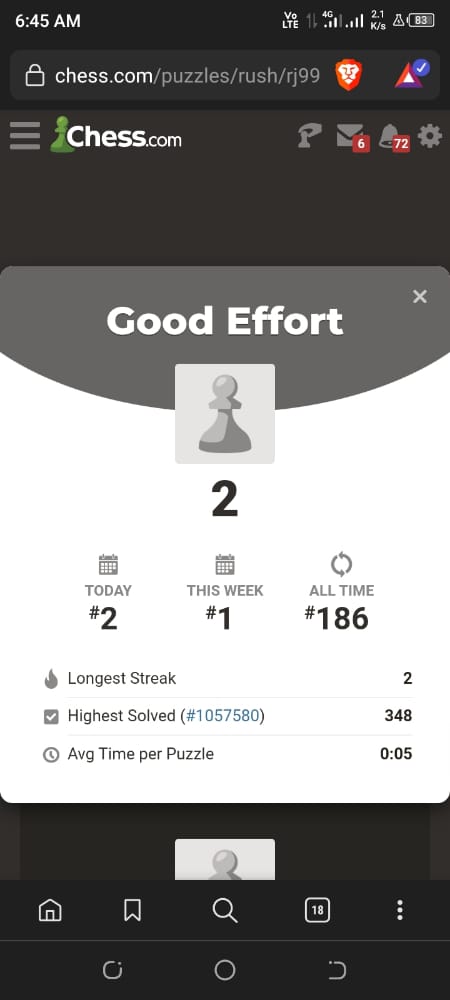 6:45 AM
Vo LTE 4G 2.1 K/s 83
chess.com/puzzles/rush/rj99
Chess.com
6
72
Good Effort
2
TODAY THIS WEEK ALL TIME
#2 #1 #186
Longest Streak 2
Highest Solved (#1057580) 348
Avg Time per Puzzle 0:05
18